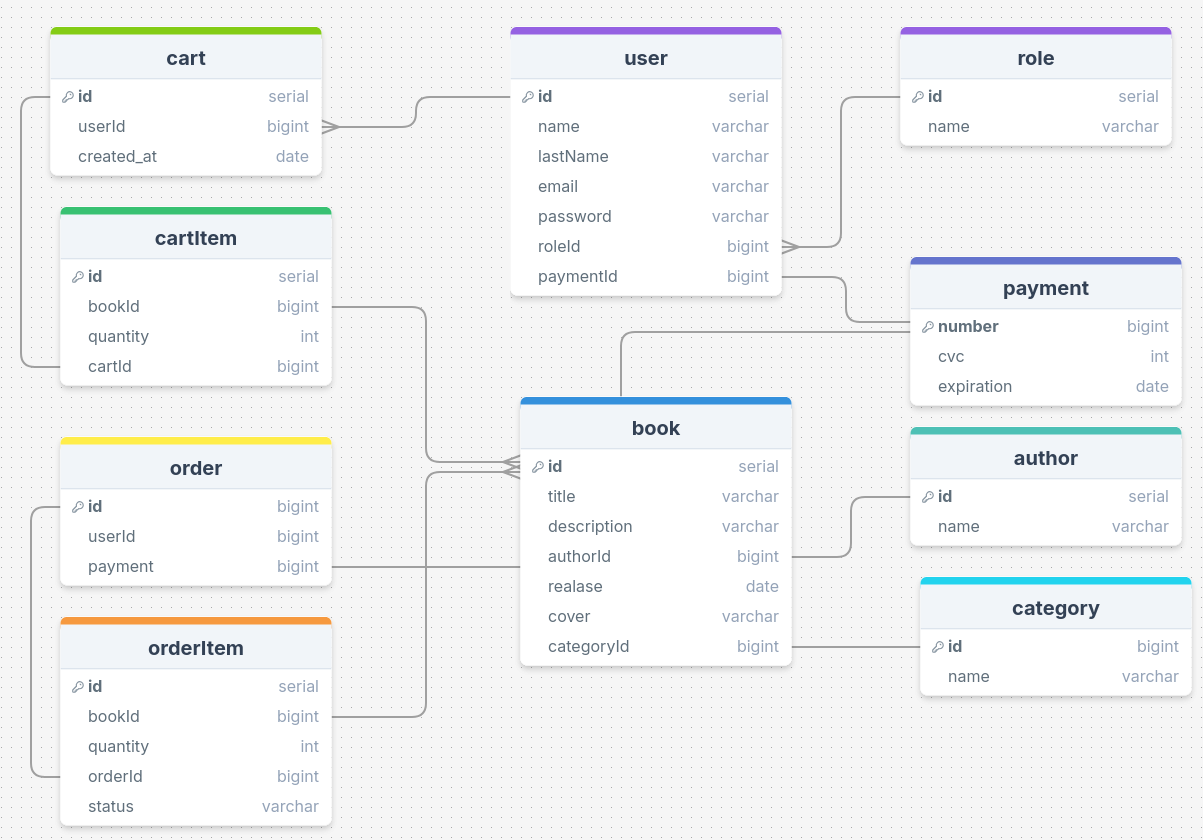 cart
id serial
userId bigint
created_at date
user
id serial
name varchar
lastName varchar
email varchar
password varchar
roleId bigint
paymentId bigint
role
id serial
name varchar
cartItem
id serial
bookId bigint
quantity int
cartId bigint
payment
number bigint
cvc int
expiration date
book
id serial
title varchar
description varchar
authorId bigint
realase date
cover varchar
categoryId bigint
author
id serial
name varchar
order
id bigint
userId bigint
payment bigint
category
id bigint
name varchar
orderItem
id serial
bookId bigint
quantity int
orderId bigint
status varchar